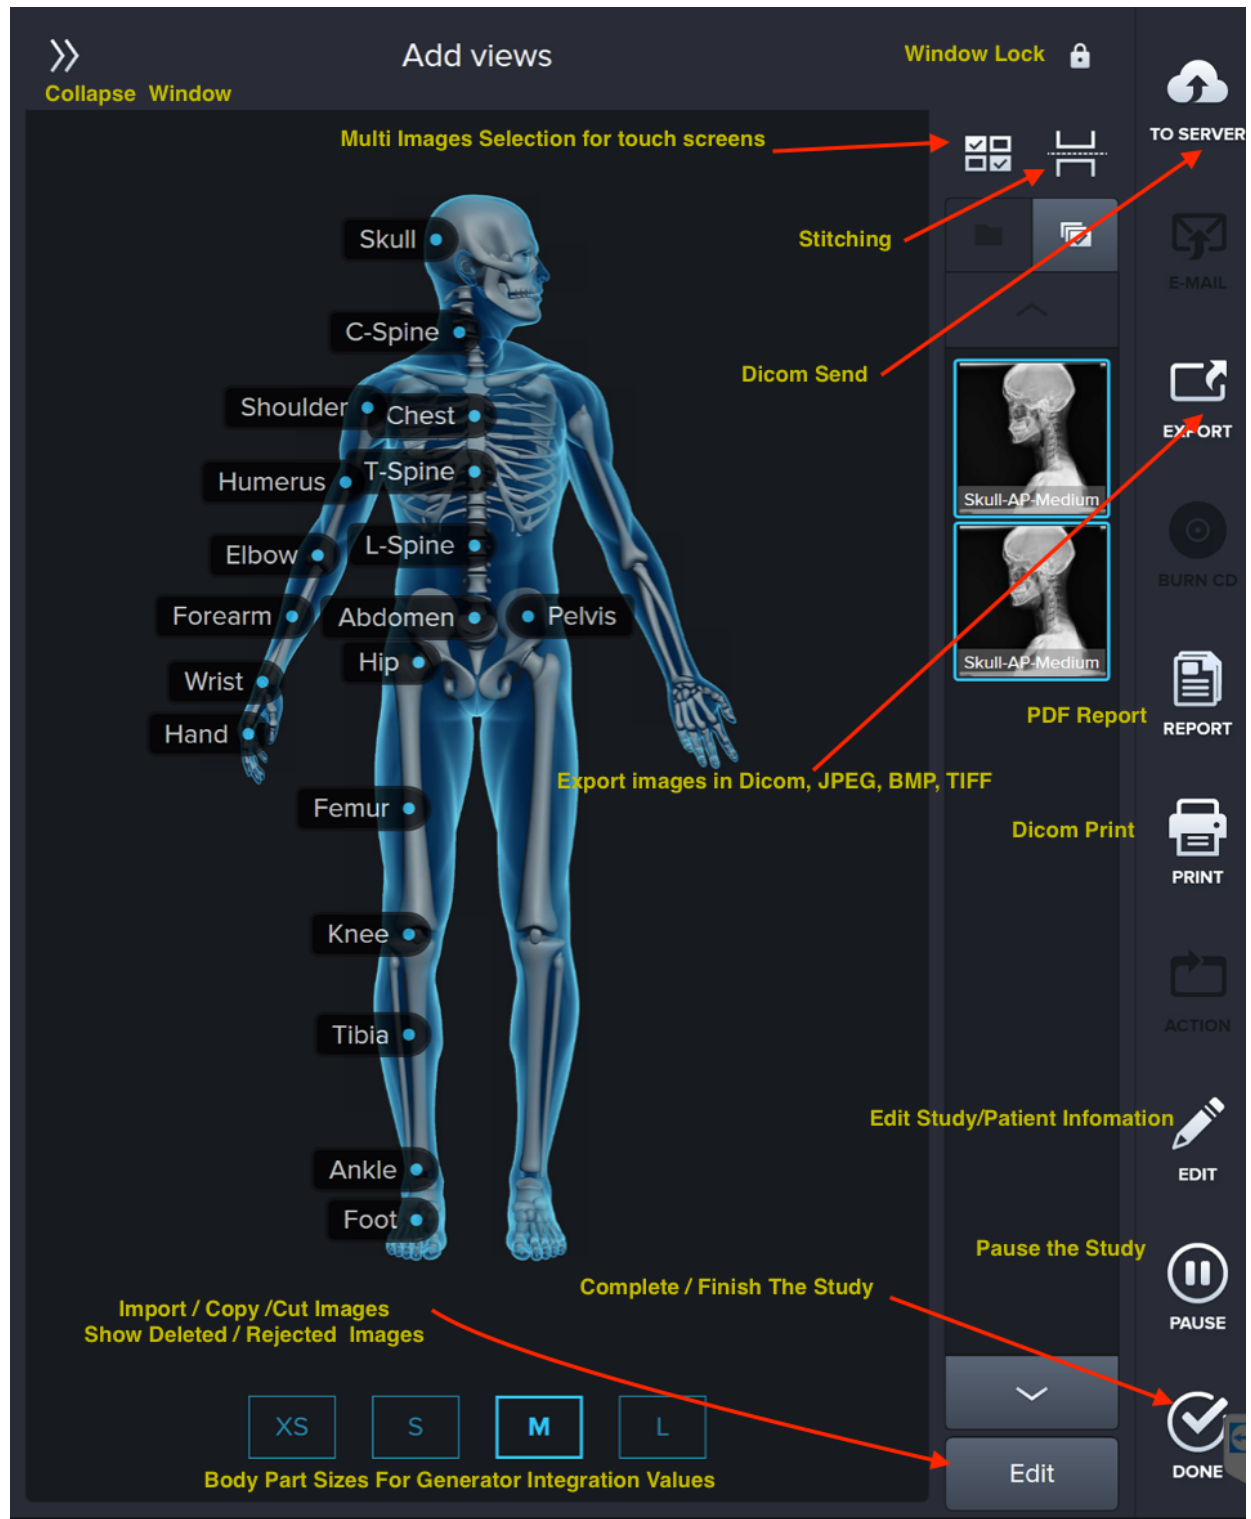 Add views
Window Lock
Collapse Window
TO SERVER
Multi Images Selection for touch screens
Skull
Stitching
E-MAIL
C-Spine
Dicom Send
Shoulder
Chest
EXPORT
T-Spine
Humerus
Skull-AP-Medium
L-Spine
Elbow
BURN CD
Forearm
Abdomen
Pelvis
Hip
Skull-AP-Medium
Wrist
PDF Report
REPORT
Hand
Export images in Dicom, JPEG, BMP, TIFF
Femur
Dicom Print
PRINT
Knee
Tibia
ACTION
Edit Study/Patient Infomation
Ankle
EDIT
Foot
Pause the Study
Complete / Finish The Study
Import / Copy /Cut Images
Show Deleted / Rejected Images
PAUSE
XS
S
M
L
Body Part Sizes For Generator Integration Values
Edit
DONE